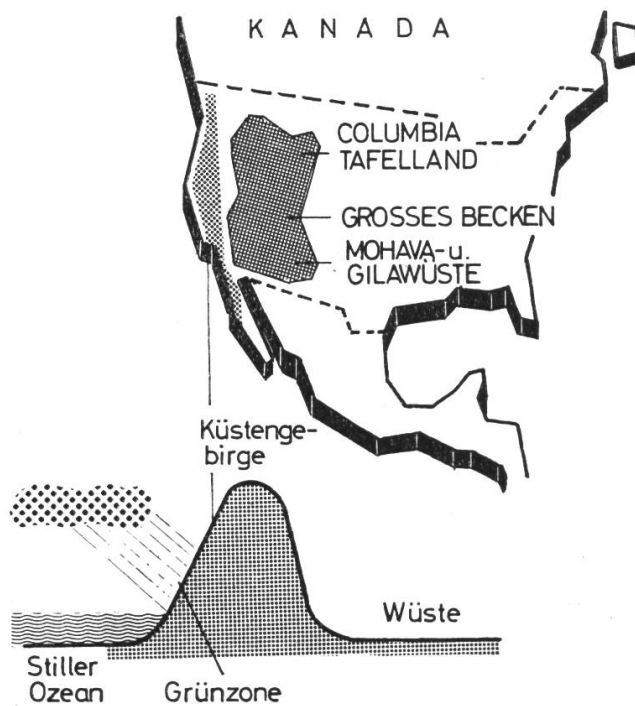 KANADA
COLUMBIA
TAFELLAND
GROSSES BECKEN
MOHAVA-u.
GILAWÜSTE
Küstenge-
birge
Wüste
Stiller
Ozean
Grünzone